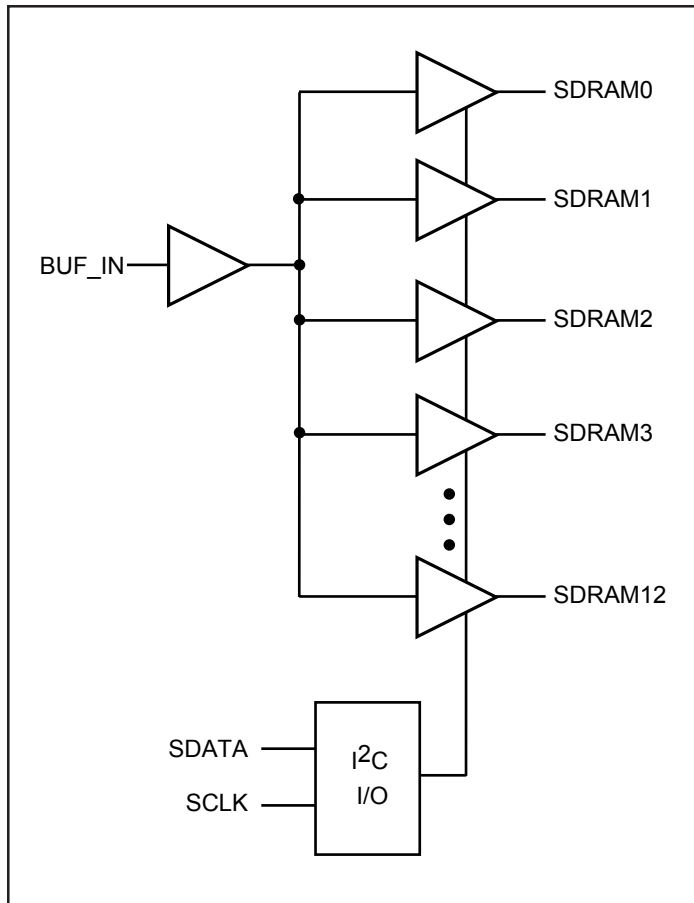 SDRAM0
SDRAM1
BUF_IN
SDRAM2
SDRAM3
SDRAM12
SDATA
SCLK
I²C
I/O